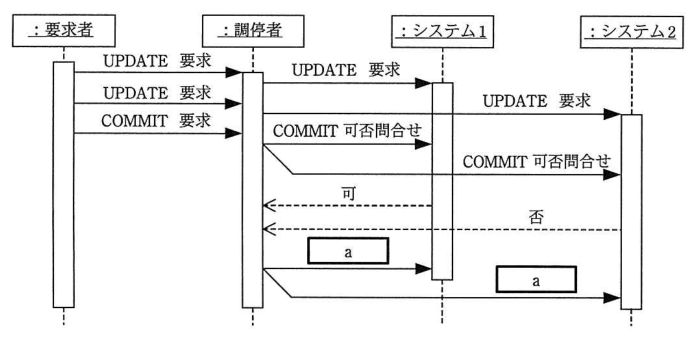 ：要求者
：調停者
：システム1
：システム2
UPDATE 要求
UPDATE 要求
UPDATE 要求
UPDATE 要求
COMMIT 要求
COMMIT 可否問合せ
COMMIT 可否問合せ
可
否
a
a